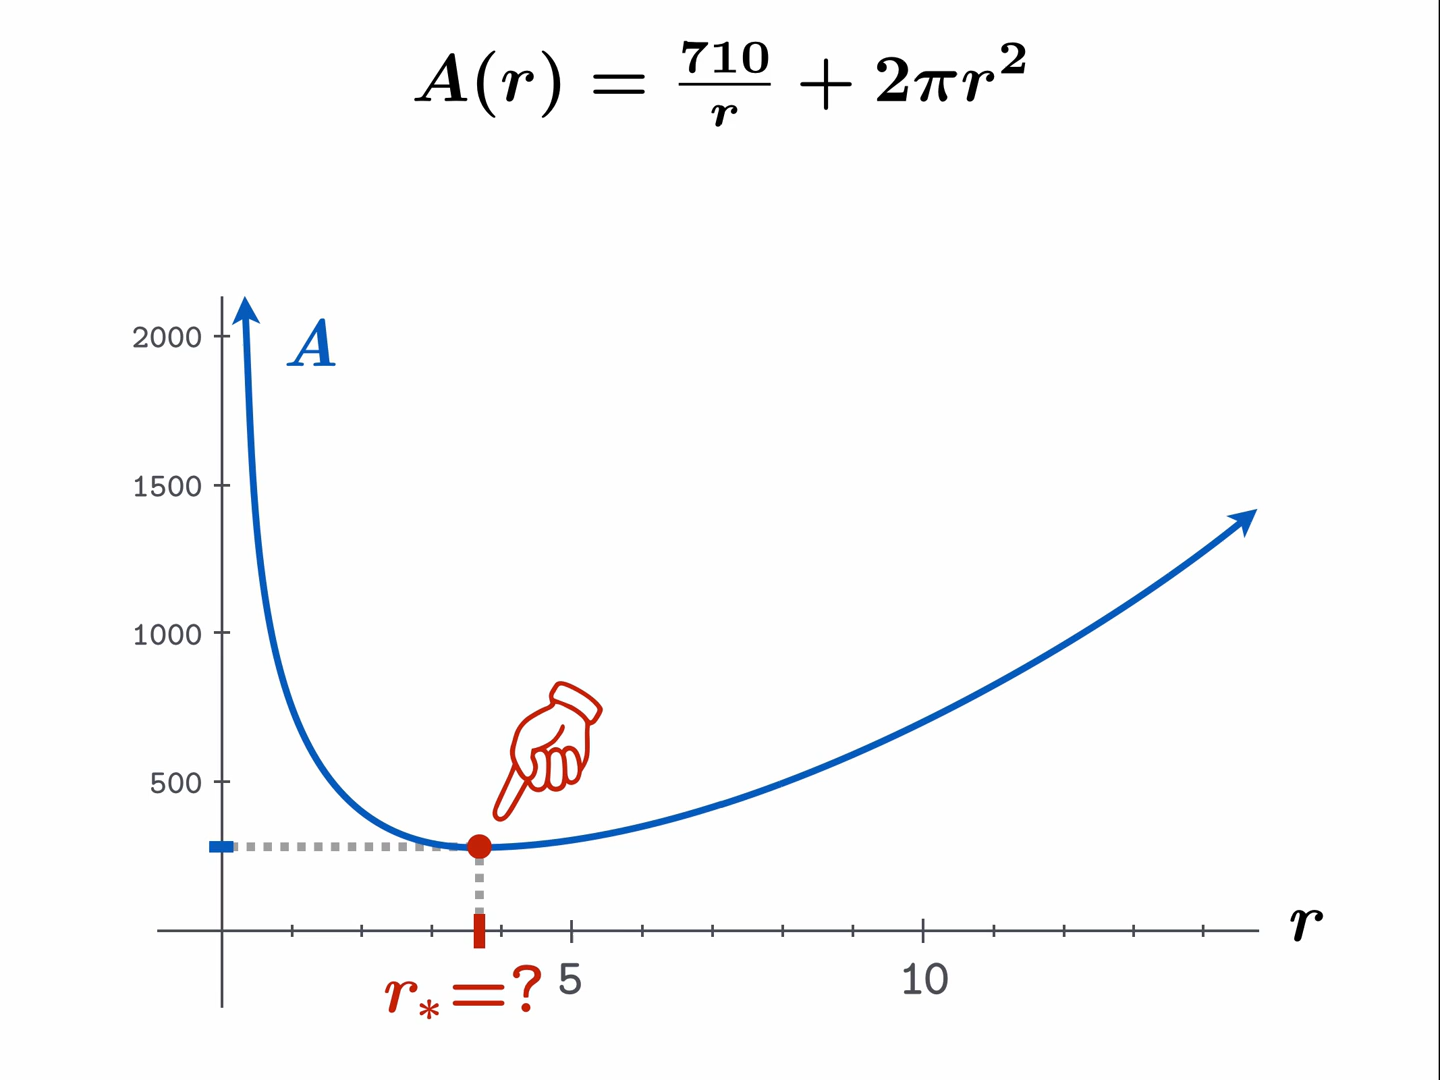 A(r) = 710/r + 2πr²
2000
A
1500
1000
500
r
r* = ?
5
10